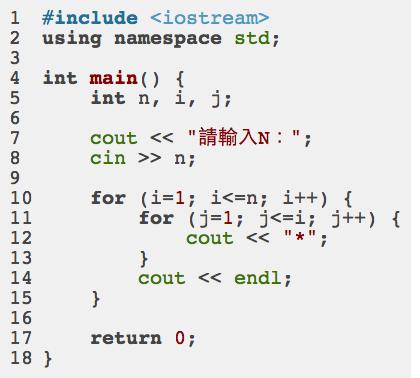 1 #include <iostream>
2 using namespace std;
3
4 int main() {
5     int n, i, j;
6
7     cout << "請輸入N：";
8     cin >> n;
9
10     for (i=1; i<=n; i++) {
11         for (j=1; j<=i; j++) {
12             cout << "*";
13         }
14         cout << endl;
15     }
16
17     return 0;
18 }